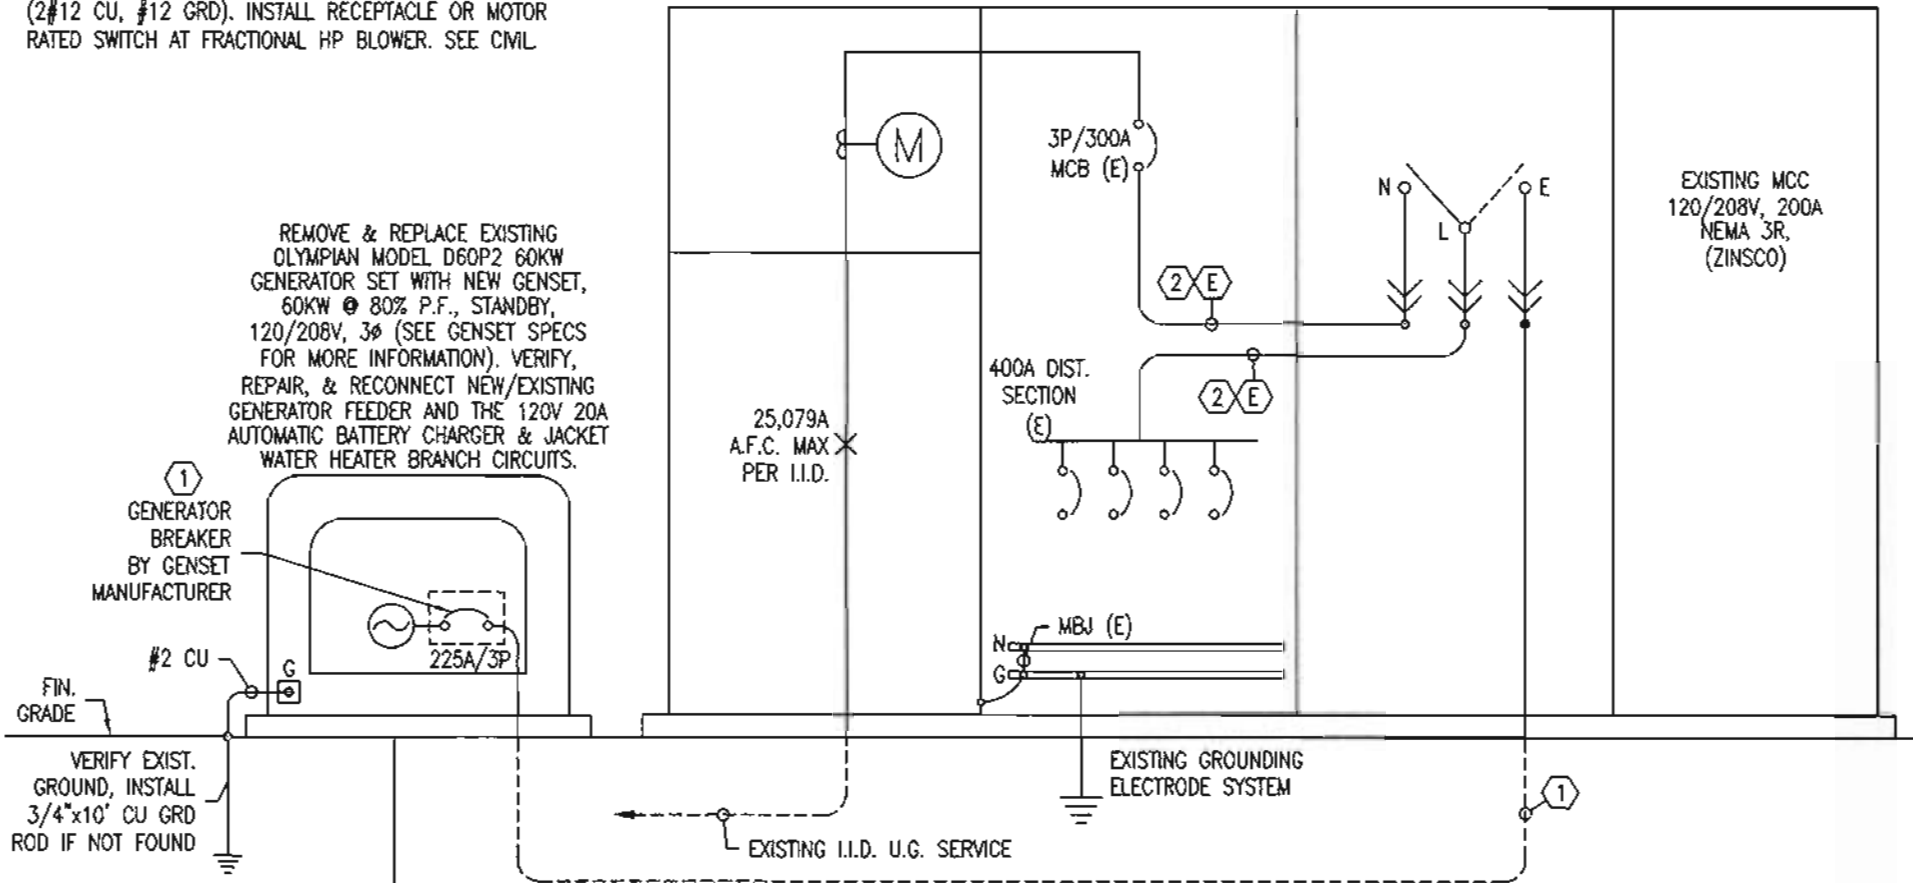 (2#12 CU, #12 GRD). INSTALL RECEPTACLE OR MOTOR
RATED SWITCH AT FRACTIONAL HP BLOWER. SEE CIVIL
REMOVE & REPLACE EXISTING
OLYMPIAN MODEL D60P2 60KW
GENERATOR SET WITH NEW GENSET,
60KW @ 80% P.F., STANDBY,
120/208V, 3ø (SEE GENSET SPECS
FOR MORE INFORMATION). VERIFY,
REPAIR, & RECONNECT NEW/EXISTING
GENERATOR FEEDER AND THE 120V 20A
AUTOMATIC BATTERY CHARGER & JACKET
WATER HEATER BRANCH CIRCUITS.
1
GENERATOR
BREAKER
BY GENSET
MANUFACTURER
225A/3P
#2 CU
G
FIN.
GRADE
VERIFY EXIST.
GROUND, INSTALL
3/4"x10' CU GRD
ROD IF NOT FOUND
M
25,079A
A.F.C. MAX
PER I.I.D.
3P/300A
MCB (E)
2 E
400A DIST.
SECTION
(E)
2 E
N
L
E
EXISTING MCC
120/208V, 200A
NEMA 3R,
(ZINSCO)
MBJ (E)
N
G
EXISTING GROUNDING
ELECTRODE SYSTEM
EXISTING I.I.D. U.G. SERVICE
1